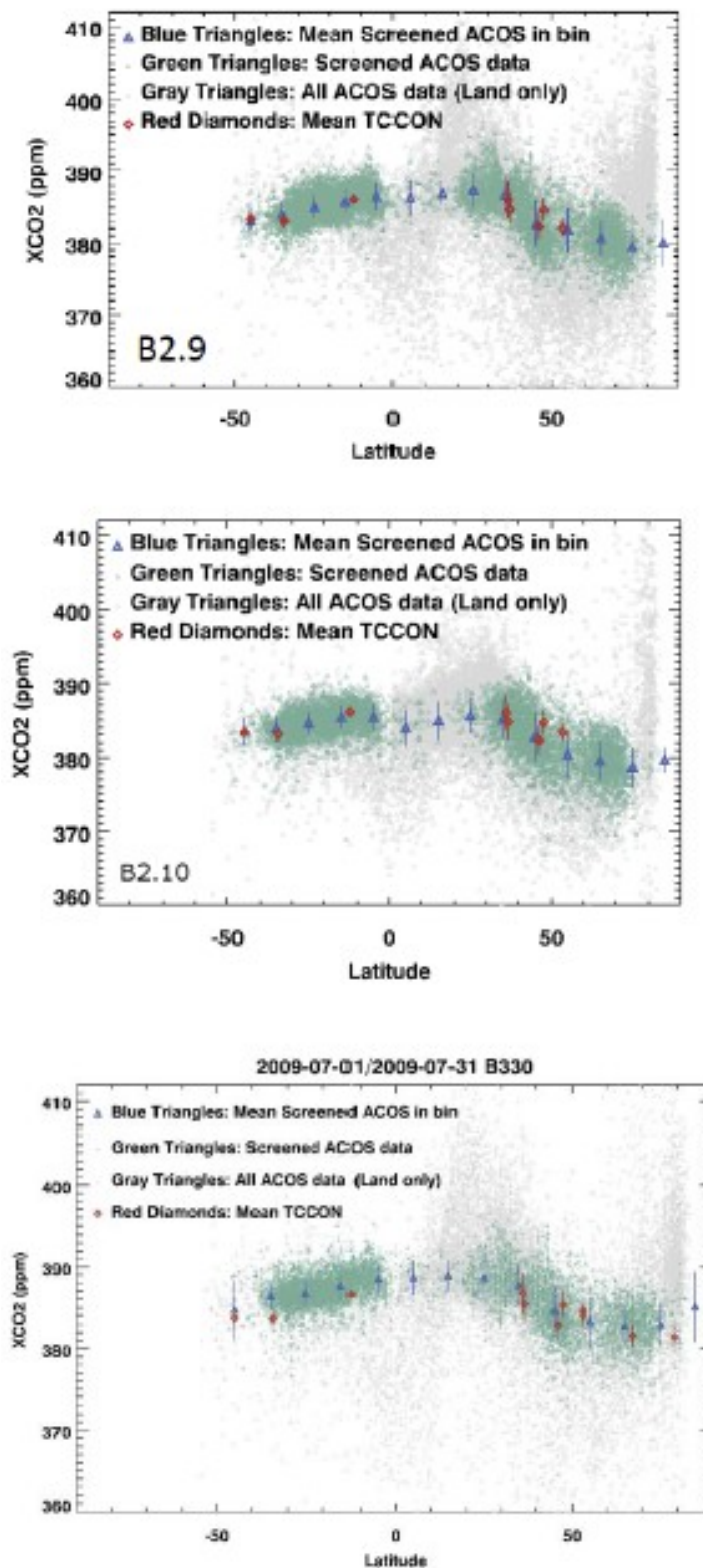 410
400
390
380
370
360
XCO2 (ppm)
Blue Triangles: Mean Screened ACOS in bin
Green Triangles: Screened ACOS data
Gray Triangles: All ACOS data (Land only)
Red Diamonds: Mean TCCON
B2.9
-50 0 50
Latitude
410
400
390
380
370
360
XCO2 (ppm)
Blue Triangles: Mean Screened ACOS in bin
Green Triangles: Screened ACOS data
Gray Triangles: All ACOS data (Land only)
Red Diamonds: Mean TCCON
B2.10
-50 0 50
Latitude
2009-07-01/2009-07-31 B330
410
400
390
380
370
360
XCO2 (ppm)
Blue Triangles: Mean Screened ACOS in bin
Green Triangles: Screened ACOS data
Gray Triangles: All ACOS data (Land only)
Red Diamonds: Mean TCCON
-50 0 50
Latitude